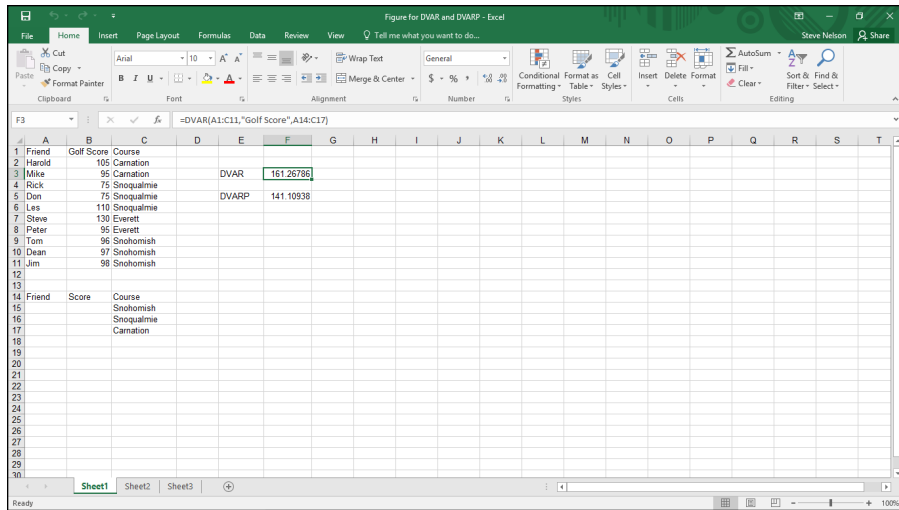 Figure for DVAR and DVARP - Excel
File Home Insert Page Layout Formulas Data Review View Tell me what you want to do... Steve Nelson Share
Paste
Cut
Copy
Format Painter
Clipboard
Arial 10
B I U
Font
Wrap Text
Merge & Center
Alignment
General
$ % ,
Number
Conditional Formatting
Format as Table
Cell Styles
Styles
Insert Delete Format
Cells
AutoSum
Fill
Clear
Sort & Filter
Find & Select
Editing
F3 fx =DVAR(A1:C11,"Golf Score",A14:C17)
A B C D E F G H I J K L M N O P Q R S T
1 Friend Golf Score Course
2 Harold 105 Carnation
3 Mike 95 Carnation DVAR 161.26786
4 Rick 75 Snoqualmie
5 Don 75 Snoqualmie DVARP 141.10938
6 Les 110 Snoqualmie
7 Steve 130 Everett
8 Peter 95 Everett
9 Tom 96 Snohomish
10 Dean 97 Snohomish
11 Jim 98 Snohomish
12
13
14 Friend Score Course
15 Snohomish
16 Snoqualmie
17 Carnation
18
19
20
21
22
23
24
25
26
27
28
29
30
Sheet1 Sheet2 Sheet3
Ready 100%